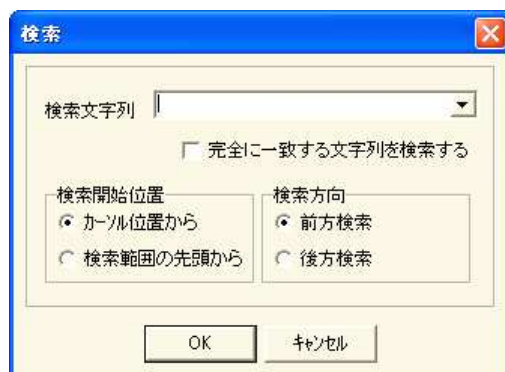 検索
検索文字列
完全に一致する文字列を検索する
検索開始位置
カーソル位置から
検索範囲の先頭から
検索方向
前方検索
後方検索
OK
キャンセル